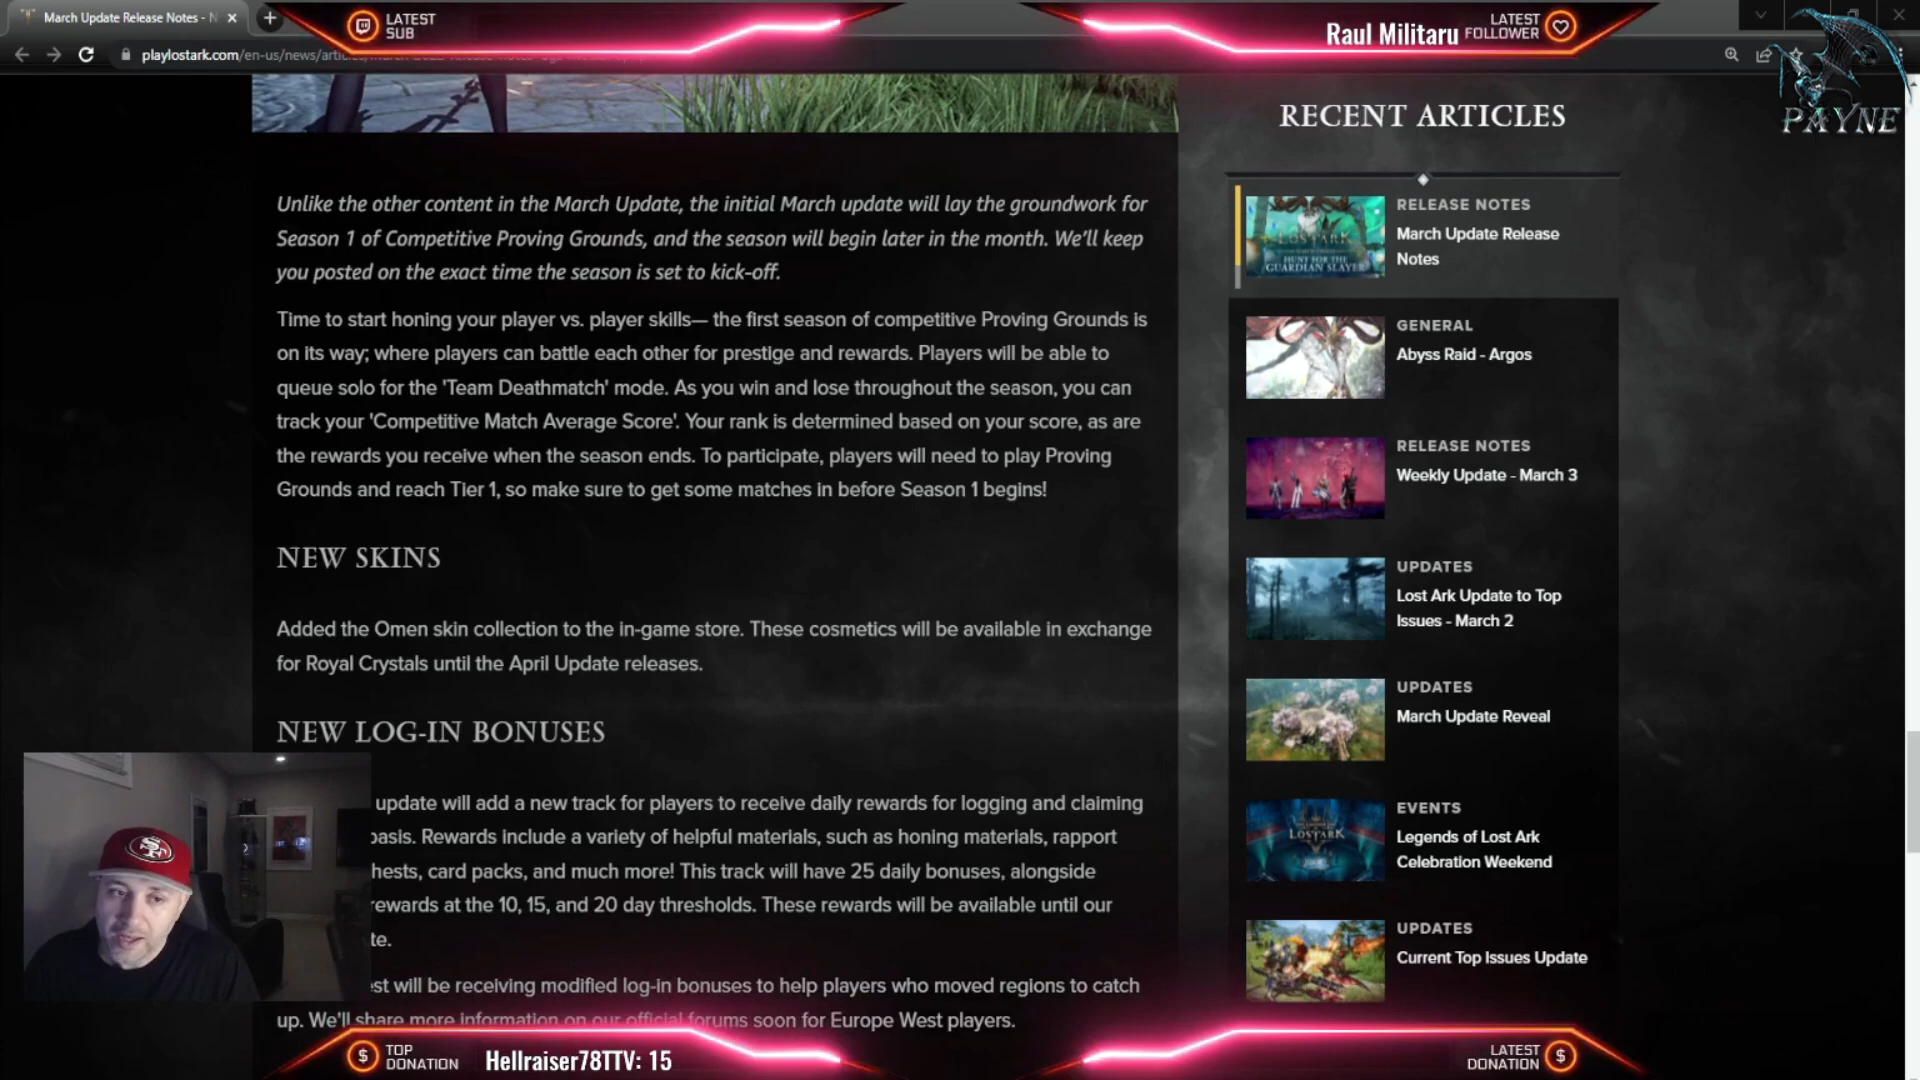 March Update Release Notes - N
LATEST
SUB
Raul Militaru
LATEST
FOLLOWER
playlostark.com/en-us/news/artic
PAYNE
Unlike the other content in the March Update, the initial March update will lay the groundwork for
Season 1 of Competitive Proving Grounds, and the season will begin later in the month. We'll keep
you posted on the exact time the season is set to kick-off.
Time to start honing your player vs. player skills— the first season of competitive Proving Grounds is
on its way; where players can battle each other for prestige and rewards. Players will be able to
queue solo for the 'Team Deathmatch' mode. As you win and lose throughout the season, you can
track your 'Competitive Match Average Score'. Your rank is determined based on your score, as are
the rewards you receive when the season ends. To participate, players will need to play Proving
Grounds and reach Tier 1, so make sure to get some matches in before Season 1 begins!
NEW SKINS
Added the Omen skin collection to the in-game store. These cosmetics will be available in exchange
for Royal Crystals until the April Update releases.
NEW LOG-IN BONUSES
update will add a new track for players to receive daily rewards for logging and claiming
basis. Rewards include a variety of helpful materials, such as honing materials, rapport
hests, card packs, and much more! This track will have 25 daily bonuses, alongside
rewards at the 10, 15, and 20 day thresholds. These rewards will be available until our
te.
est will be receiving modified log-in bonuses to help players who moved regions to catch
up. We'll share more information on our official forums soon for Europe West players.
RECENT ARTICLES
LOST ARK
HUNT FOR THE
GUARDIAN SLAYER
RELEASE NOTES
March Update Release
Notes
GENERAL
Abyss Raid - Argos
RELEASE NOTES
Weekly Update - March 3
UPDATES
Lost Ark Update to Top
Issues - March 2
UPDATES
March Update Reveal
LOST ARK
EVENTS
Legends of Lost Ark
Celebration Weekend
UPDATES
Current Top Issues Update
SF
TOP
DONATION
Hellraiser78TTV: 15
LATEST
DONATION